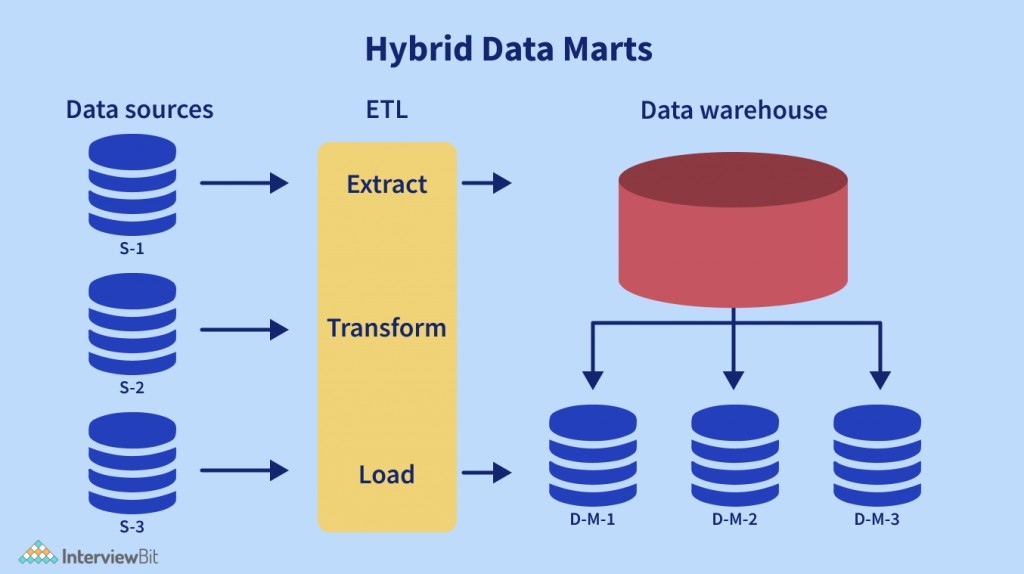 Hybrid Data Marts
Data sources
ETL
Data warehouse
S-1
S-2
S-3
Extract
Transform
Load
D-M-1
D-M-2
D-M-3
InterviewBit